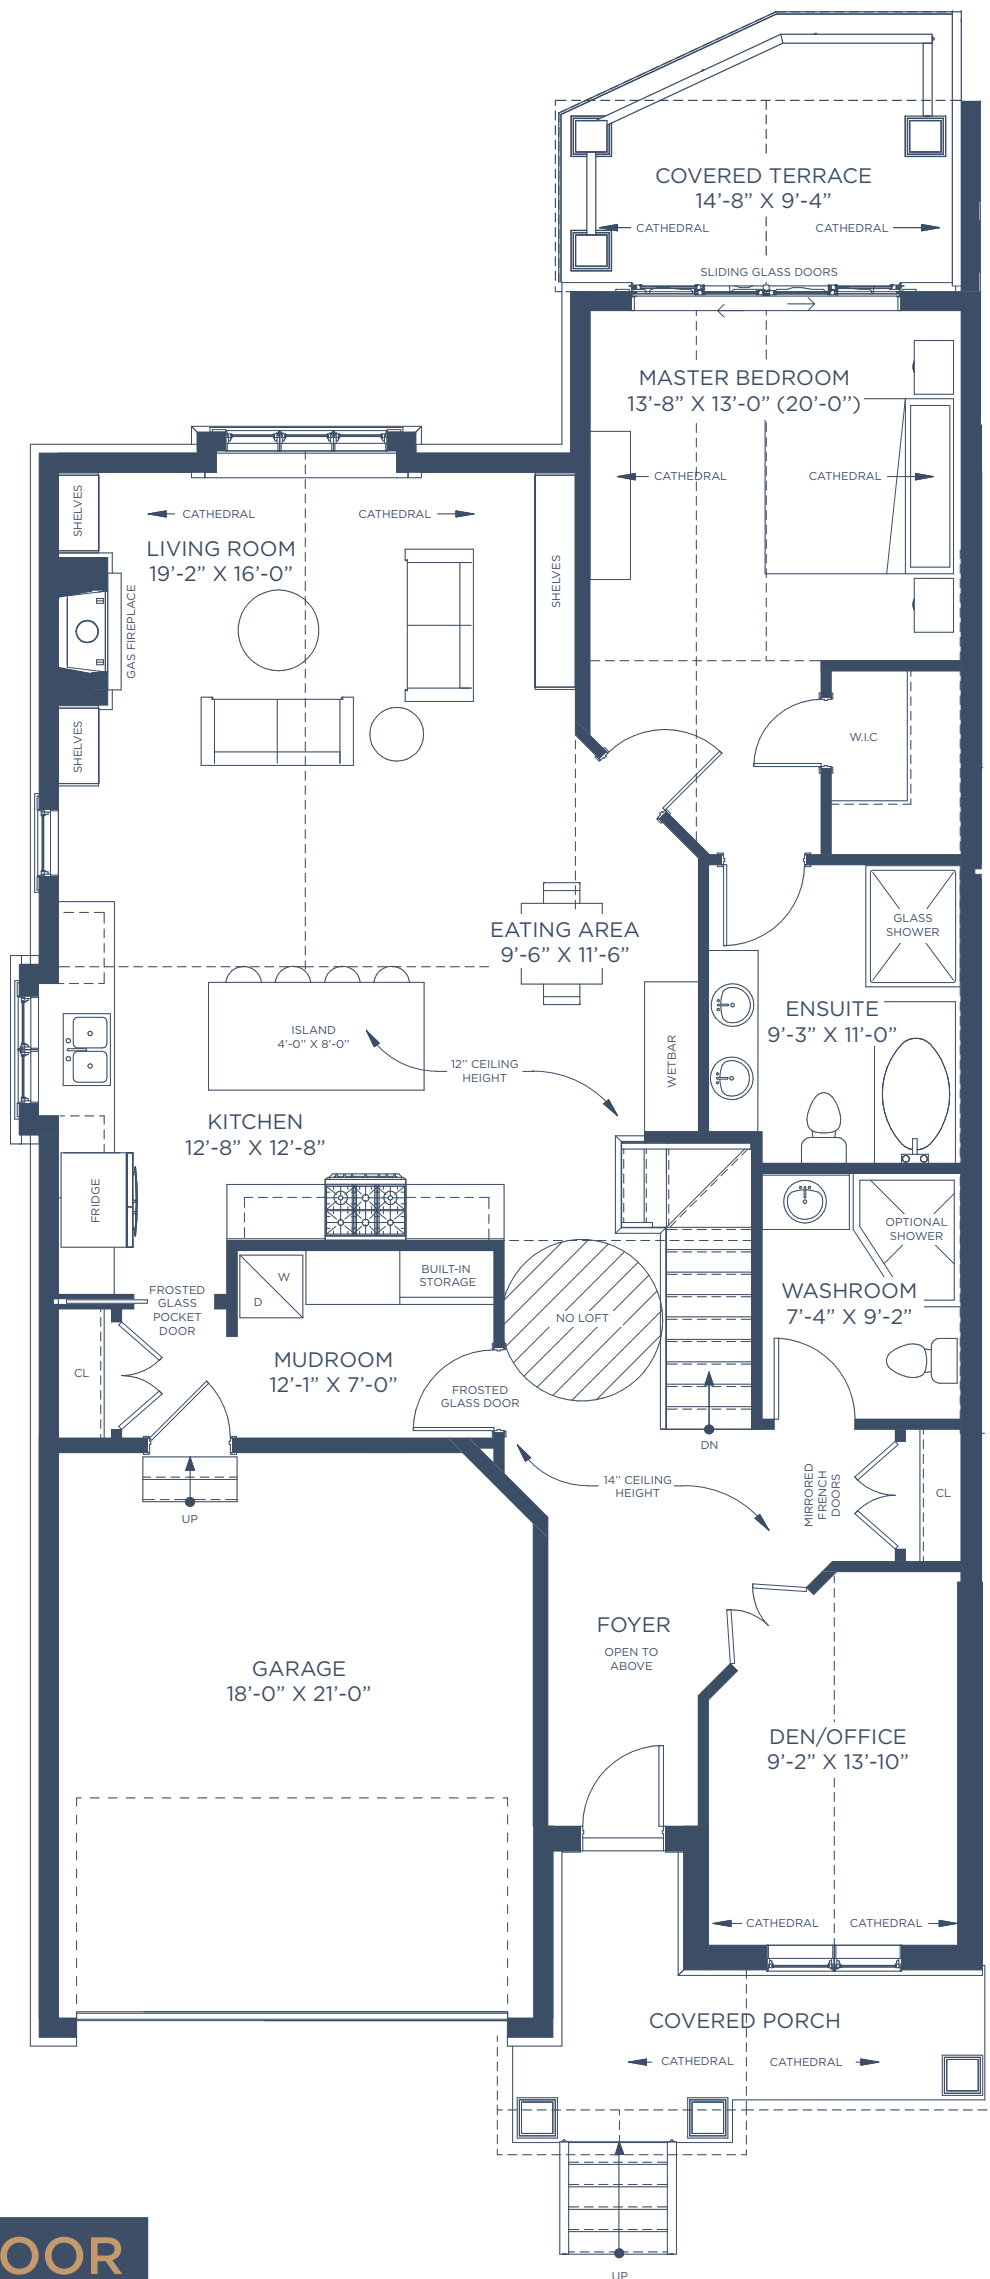 COVERED TERRACE
14'-8" X 9'-4"
CATHEDRAL
CATHEDRAL
SLIDING GLASS DOORS
MASTER BEDROOM
13'-8" X 13'-0" (20'-0")
CATHEDRAL
CATHEDRAL
SHELVES
CATHEDRAL
CATHEDRAL
LIVING ROOM
19'-2" X 16'-0"
SHELVES
GAS FIREPLACE
SHELVES
W.I.C
GLASS
SHOWER
EATING AREA
9'-6" X 11'-6"
ENSUITE
9'-3" X 11'-0"
ISLAND
4'-0" X 8'-0"
12" CEILING
HEIGHT
WETBAR
KITCHEN
12'-8" X 12'-8"
FRIDGE
OPTIONAL
SHOWER
BUILT-IN
STORAGE
W
D
FROSTED
GLASS
POCKET
DOOR
NO LOFT
WASHROOM
7'-4" X 9'-2"
CL
MUDROOM
12'-1" X 7'-0"
FROSTED
GLASS DOOR
DN
14" CEILING
HEIGHT
MIRRORED
FRENCH
DOORS
CL
UP
FOYER
OPEN TO
ABOVE
GARAGE
18'-0" X 21'-0"
DEN/OFFICE
9'-2" X 13'-10"
CATHEDRAL
CATHEDRAL
COVERED PORCH
CATHEDRAL
CATHEDRAL
OOR
UP